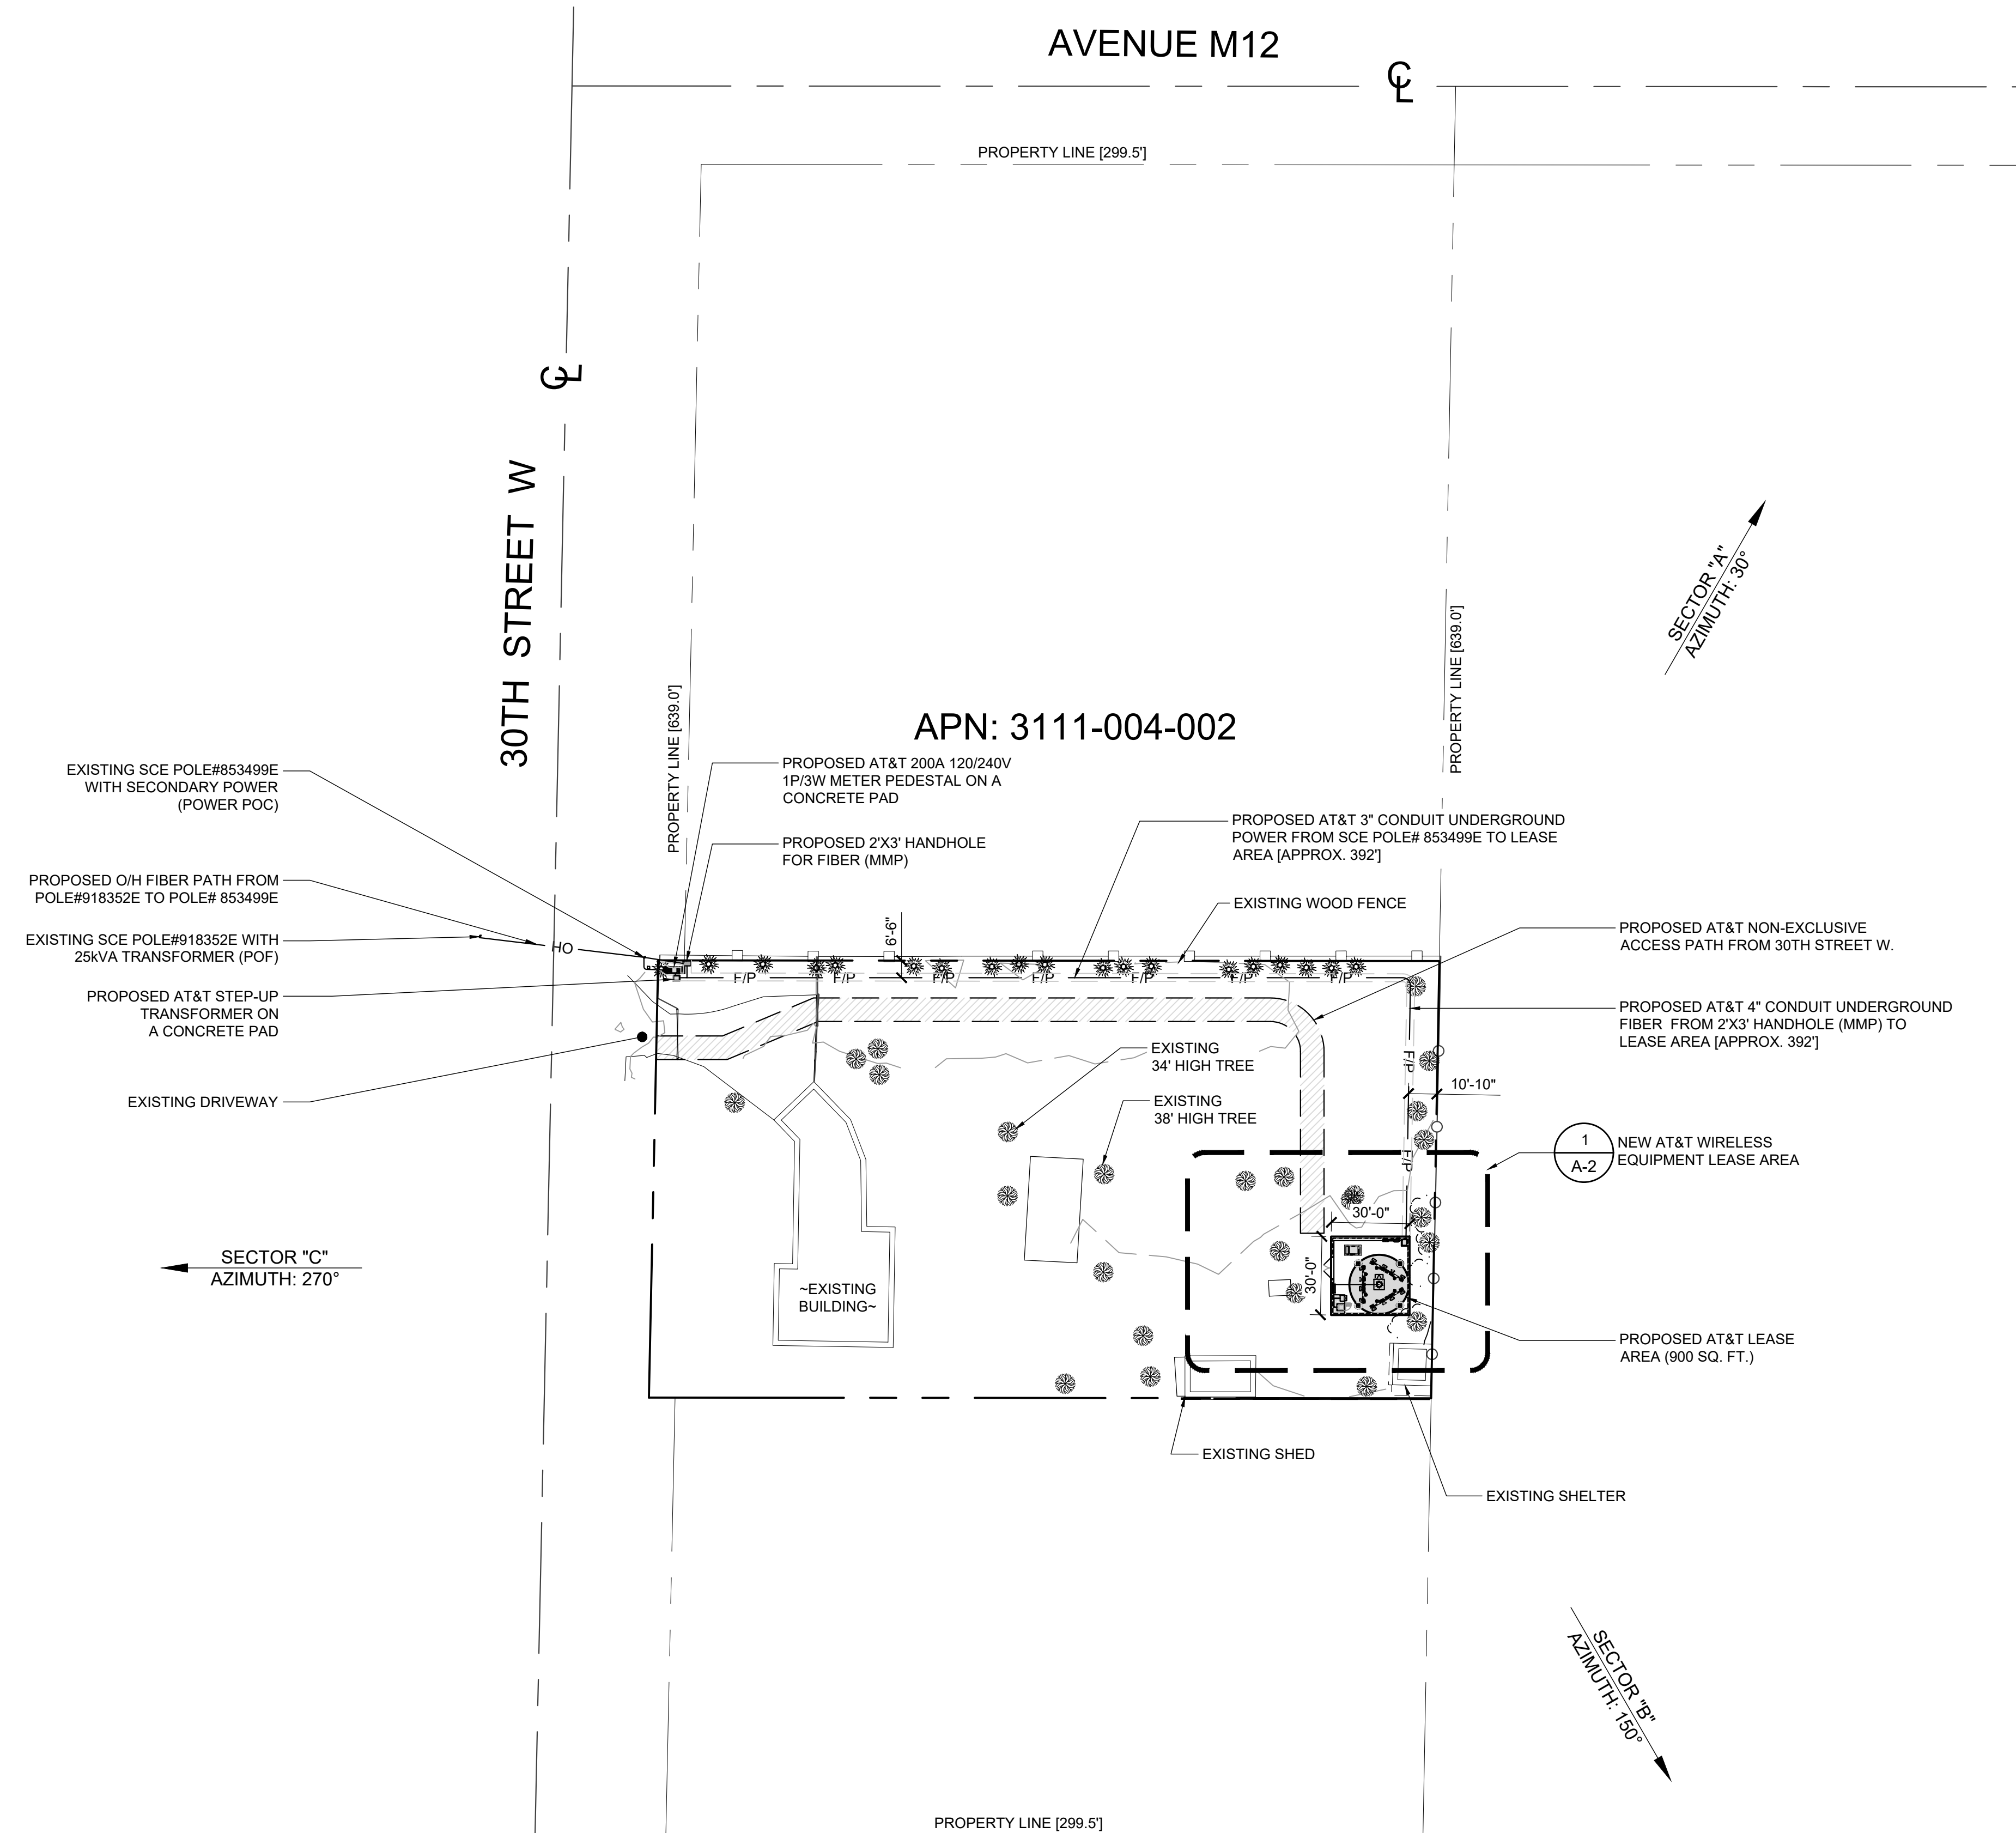 AVENUE M12
℄
PROPERTY LINE [299.5']
℄
30TH STREET W
SECTOR "A"
AZIMUTH: 30°
PROPERTY LINE [639.0']
PROPERTY LINE [639.0']
APN: 3111-004-002
EXISTING SCE POLE#853499E
WITH SECONDARY POWER
(POWER POC)
PROPOSED AT&T 200A 120/240V
1P/3W METER PEDESTAL ON A
CONCRETE PAD
PROPOSED 2'X3' HANDHOLE
FOR FIBER (MMP)
PROPOSED AT&T 3" CONDUIT UNDERGROUND
POWER FROM SCE POLE# 853499E TO LEASE
AREA [APPROX. 392']
PROPOSED O/H FIBER PATH FROM
POLE#918352E TO POLE# 853499E
EXISTING WOOD FENCE
PROPOSED AT&T NON-EXCLUSIVE
ACCESS PATH FROM 30TH STREET W.
EXISTING SCE POLE#918352E WITH
25kVA TRANSFORMER (POF)
HO
6'-6"
F/P
F/P
F/P
F/P
F/P
F/P
F/P
PROPOSED AT&T STEP-UP
TRANSFORMER ON
A CONCRETE PAD
PROPOSED AT&T 4" CONDUIT UNDERGROUND
FIBER FROM 2'X3' HANDHOLE (MMP) TO
LEASE AREA [APPROX. 392']
EXISTING
34' HIGH TREE
F/P
10'-10"
EXISTING DRIVEWAY
EXISTING
38' HIGH TREE
F/P
1
A-2
NEW AT&T WIRELESS
EQUIPMENT LEASE AREA
30'-0"
30'-0"
SECTOR "C"
AZIMUTH: 270°
~EXISTING
BUILDING~
PROPOSED AT&T LEASE
AREA (900 SQ. FT.)
EXISTING SHED
EXISTING SHELTER
SECTOR "B"
AZIMUTH: 150°
PROPERTY LINE [299.5']